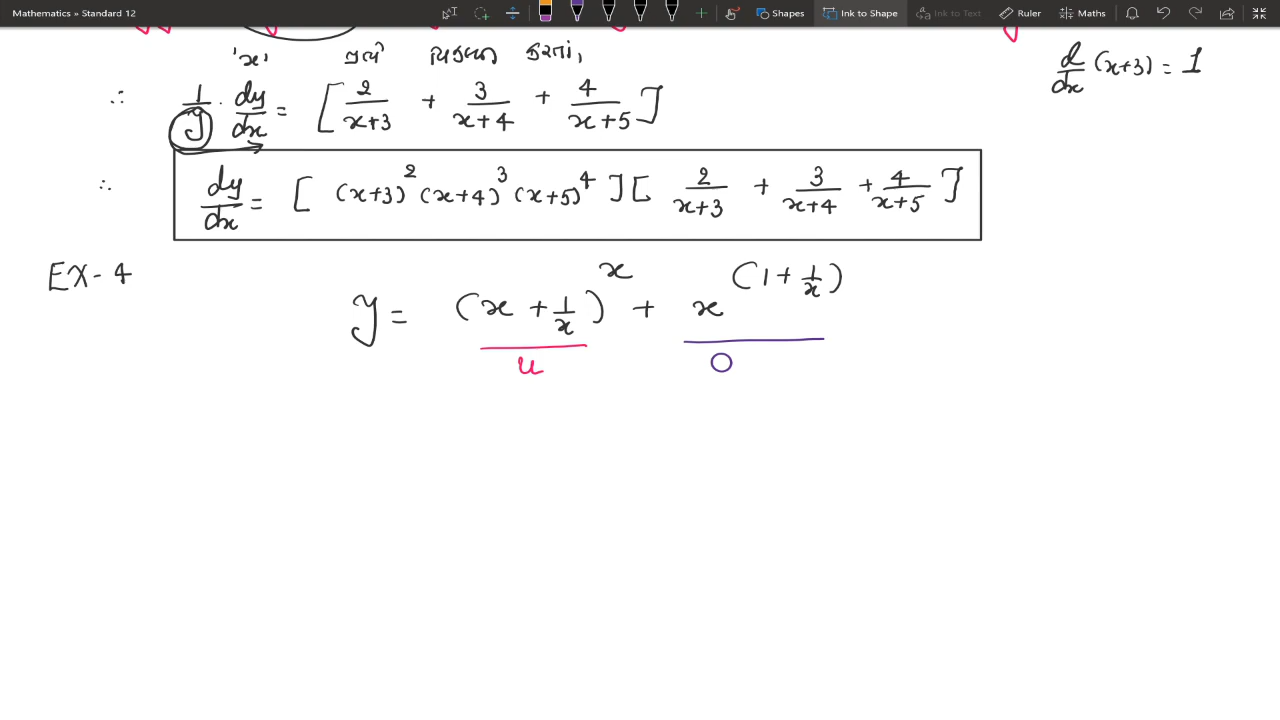 Mathematics » Standard 12
Shapes Ink to Shape Ink to Text Ruler Maths
'x' પ્રત્યે વિકલન કરતાં,
d/dx (x+3) = 1
∴ 1/y · dy/dx = [ 2/x+3 + 3/x+4 + 4/x+5 ]
∴ dy/dx = [ (x+3)² (x+4)³ (x+5)⁴ ] [ 2/x+3 + 3/x+4 + 4/x+5 ]
EX-4
y = (x + 1/x)^x + x^(1 + 1/x)
u